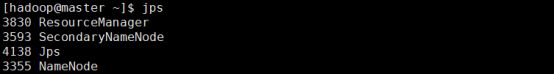 [hadoop@master ~]$ jps
3830 ResourceManager
3593 SecondaryNameNode
4138 Jps
3355 NameNode